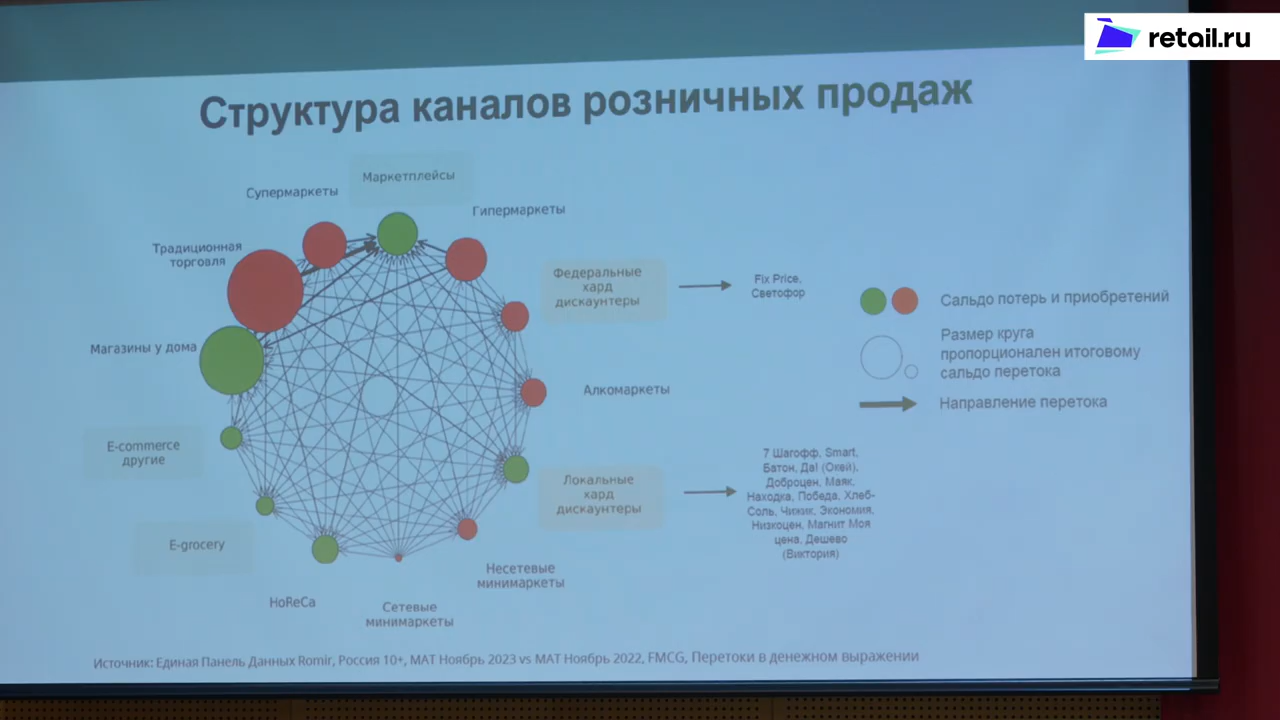 retail.ru
Структура каналов розничных продаж
Маркетплейсы
Супермаркеты
Гипермаркеты
Традиционная
торговля
Федеральные
хард
дискаунтеры
Fix Price,
Светофор
Сальдо потерь и приобретений
Размер круга
пропорционален итоговому
сальдо перетока
Направление перетока
Магазины у дома
Алкомаркеты
E-commerce
другие
Локальные
хард
дискаунтеры
7 Шагофф, Smart,
Батон, Да! (Окей),
Доброцен, Маяк,
Находка, Победа, Хлеб-
Соль, Чижик, Экономия,
Низкоцен, Магнит Моя
цена, Дешево
(Виктория)
E-grocery
Несетевые
минимаркеты
HoReCa
Сетевые
минимаркеты
Источник: Единая Панель Данных Romir, Россия 10+, МАТ Ноябрь 2023 vs МАТ Ноябрь 2022, FMCG, Перетоки в денежном выражении